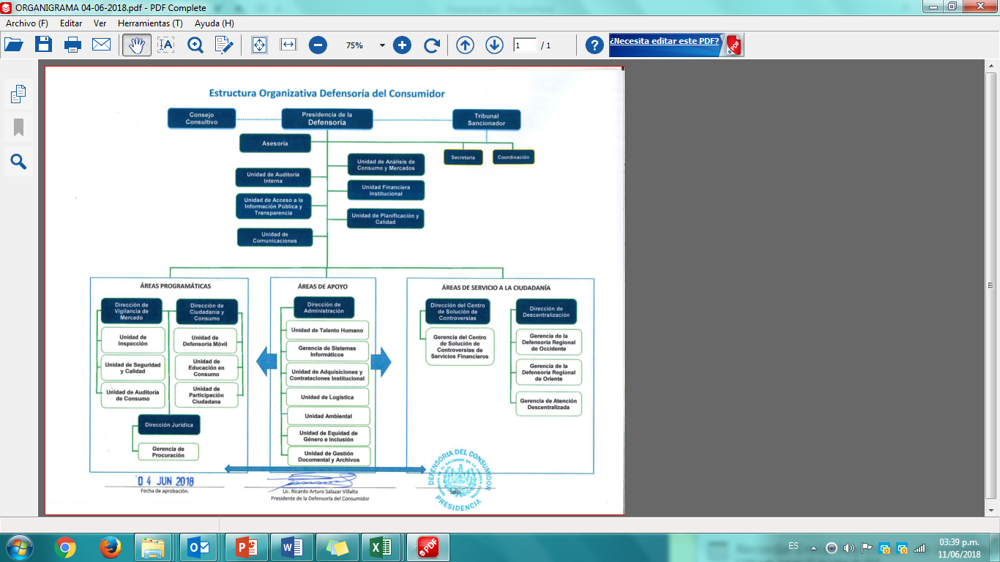 ORGANIGRAMA 04-06-2018.pdf - PDF Complete
Archivo (F) Editar Ver Herramientas (T) Ayuda (H)
75% 1 / 1 ¿Necesita editar este PDF? PDF
Estructura Organizativa Defensoría del Consumidor
Consejo
Consultivo
Presidencia de la
Defensoría
Tribunal
Sancionador
Asesoría
Secretaría
Coordinación
Unidad de Análisis de
Consumo y Mercados
Unidad de Auditoría
Interna
Unidad Financiera
Institucional
Unidad de Acceso a la
Información Pública y
Transparencia
Unidad de Planificación y
Calidad
Unidad de
Comunicaciones
ÁREAS PROGRAMÁTICAS
Dirección de
Vigilancia de
Mercado
Dirección de
Ciudadanía y
Consumo
Unidad de
Inspección
Unidad de
Defensoría Móvil
Unidad de Seguridad
y Calidad
Unidad de
Educación en
Consumo
Unidad de Auditoría
de Consumo
Unidad de
Participación
Ciudadana
Dirección Jurídica
Gerencia de
Procuración
ÁREAS DE APOYO
Dirección de
Administración
Unidad de Talento Humano
Gerencia de Sistemas
Informáticos
Unidad de Adquisiciones y
Contrataciones Institucional
Unidad de Logística
Unidad Ambiental
Unidad de Equidad de
Género e Inclusión
Unidad de Gestión
Documental y Archivos
ÁREAS DE SERVICIO A LA CIUDADANÍA
Dirección del Centro
de Solución de
Controversias
Dirección de
Descentralización
Gerencia del Centro
de Solución de
Controversias de
Servicios Financieros
Gerencia de la
Defensoría Regional
de Occidente
Gerencia de la
Defensoría Regional
de Oriente
Gerencia de Atención
Descentralizada
04 JUN 2018
Fecha de aprobación.
Lic. Ricardo Arturo Salazar Villalta
Presidente de la Defensoría del Consumidor
DEFENSORIA DEL CONSUMIDOR
REPUBLICA DE EL SALVADOR EN LA AMERICA CENTRAL
PRESIDENCIA
Sello.
ES
03:39 p.m.
11/06/2018